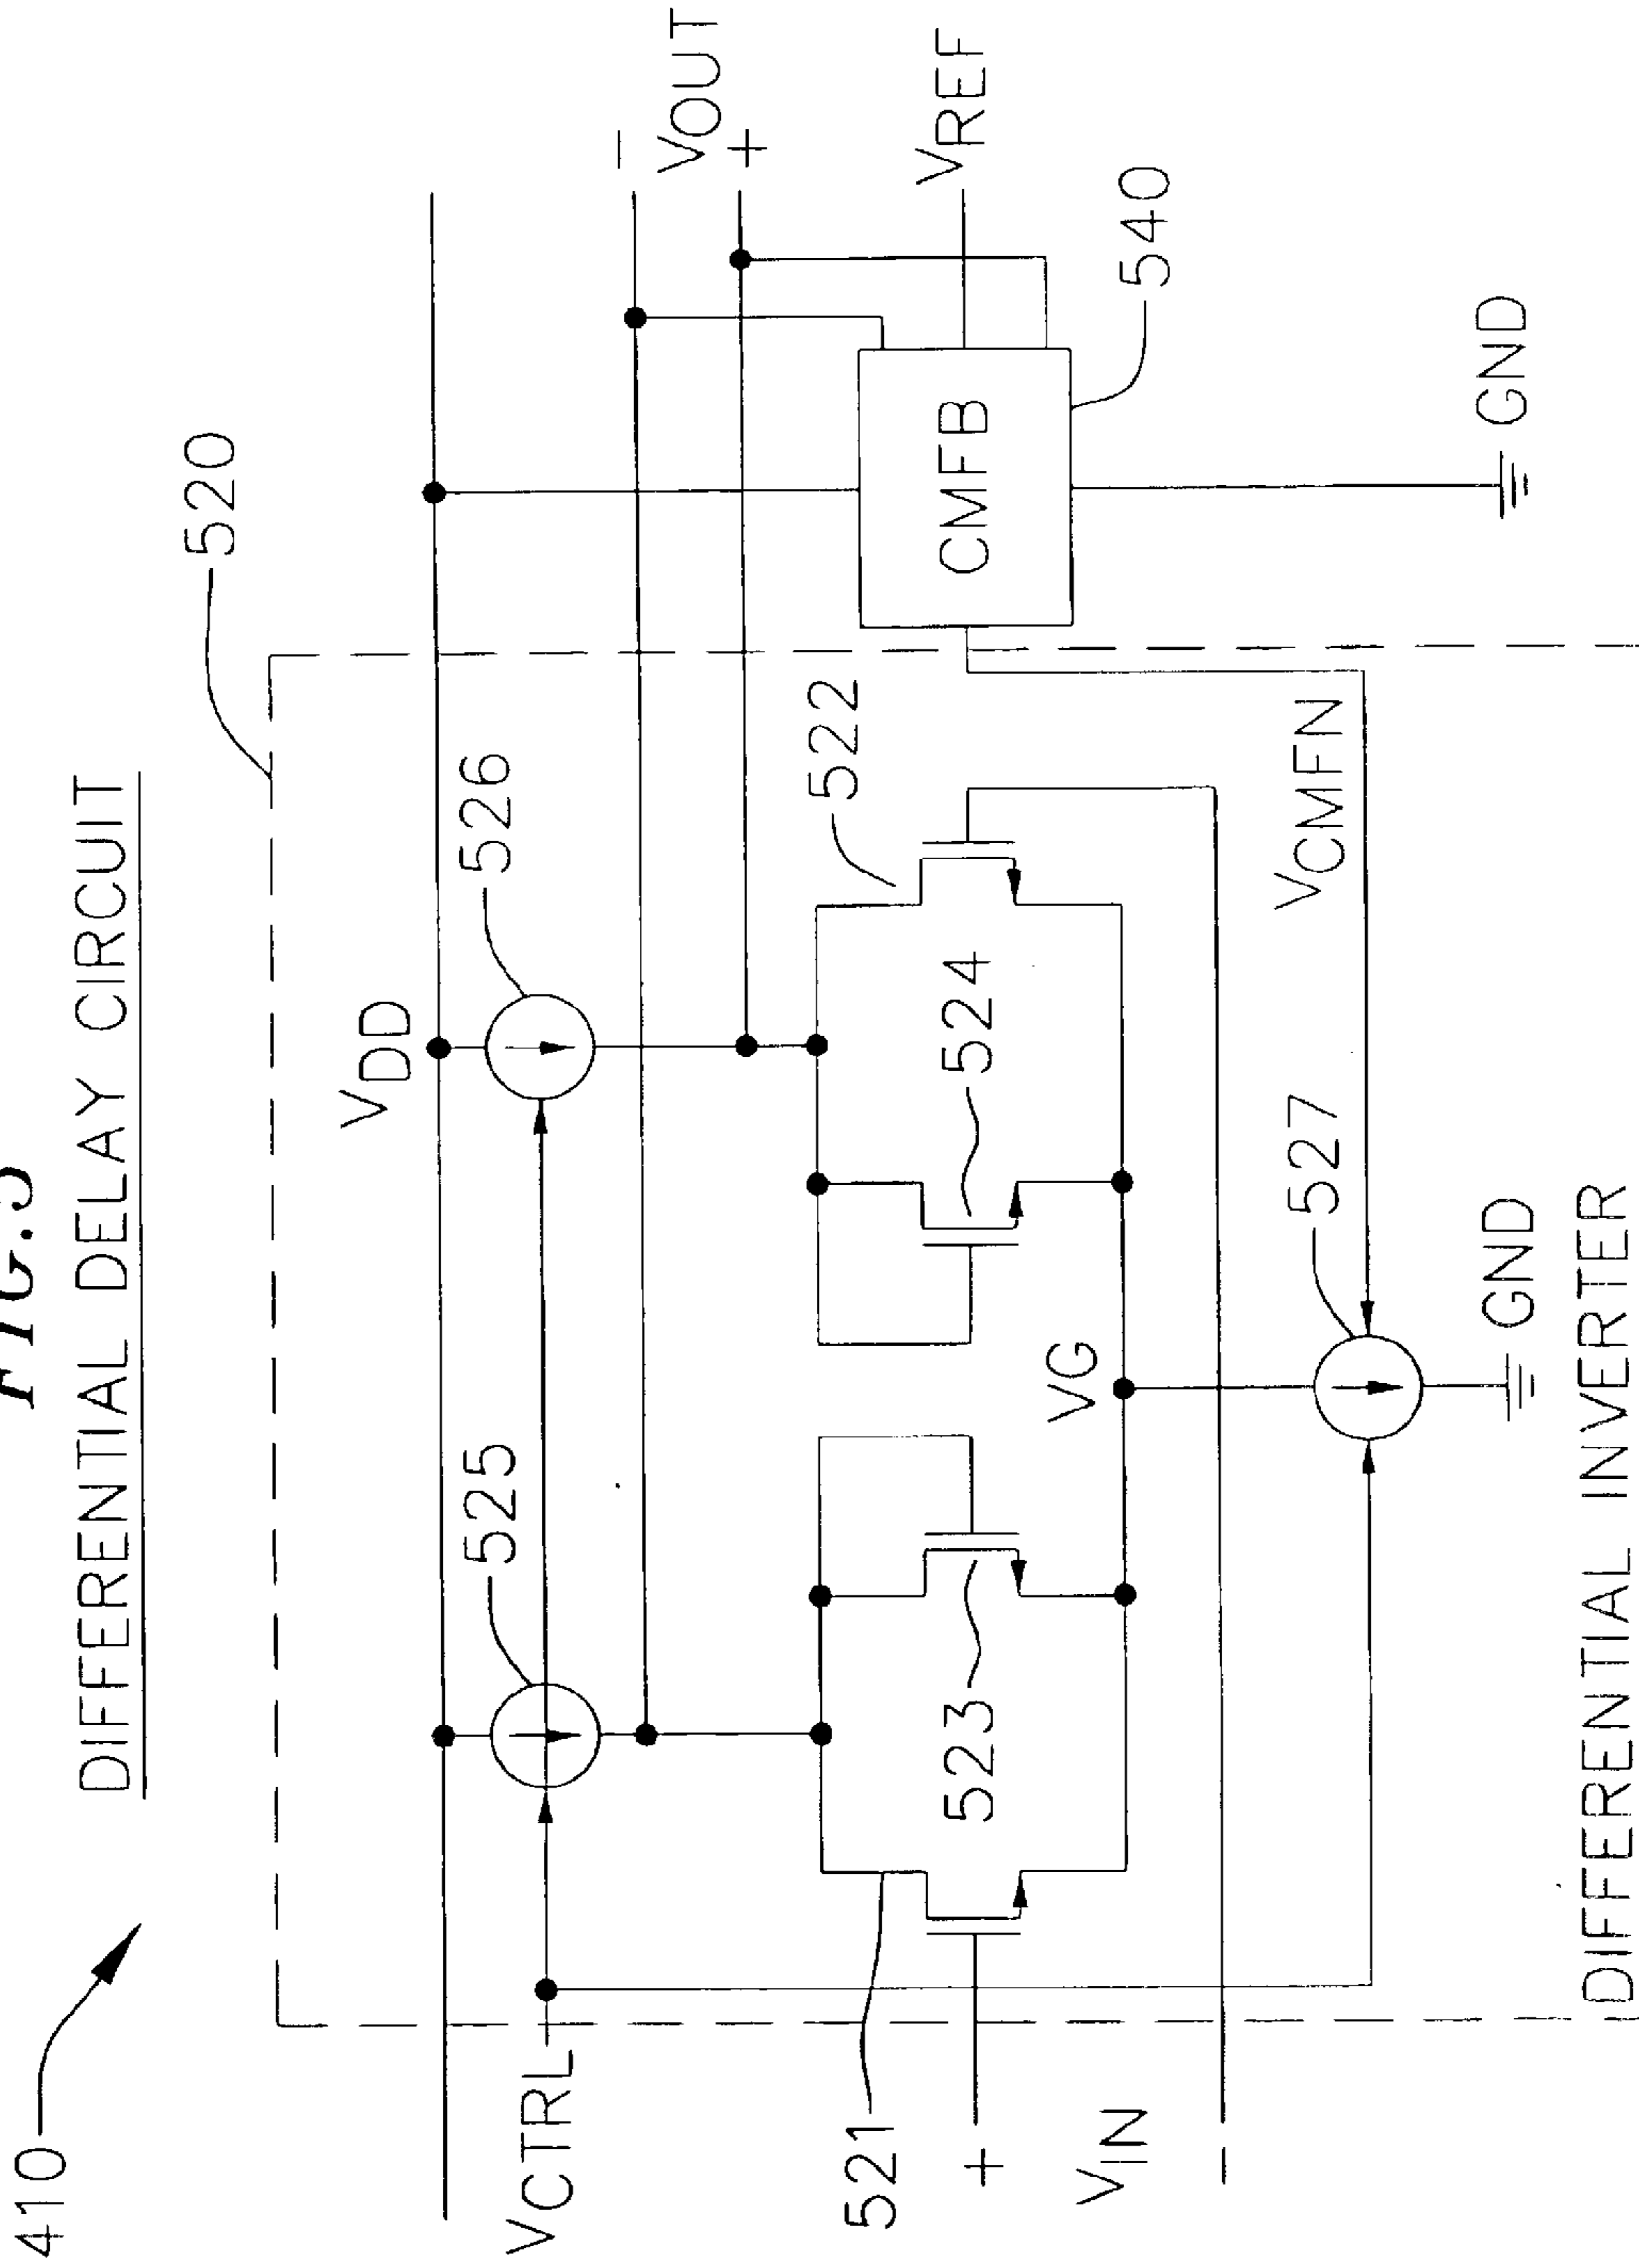 FIG.5
DIFFERENTIAL DELAY CIRCUIT
410
520
VDD
525
526
VCTRL
- 
VOUT
+
521
523
524
522
VREF
CMFB
540
+
VIN
-
VG
VCMFN
527
GND
GND
DIFFERENTIAL INVERTER